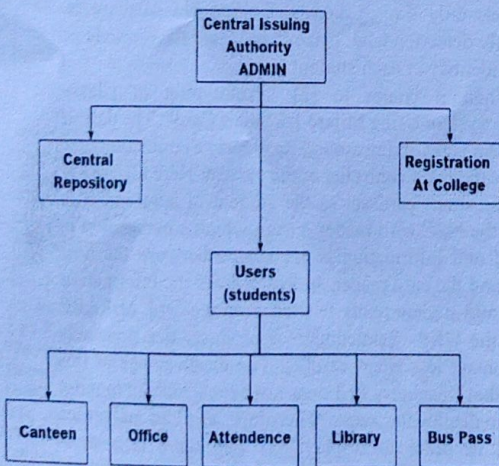 Central Issuing
Authority
ADMIN
Central
Repository
Registration
At College
Users
(students)
Canteen
Office
Attendence
Library
Bus Pass